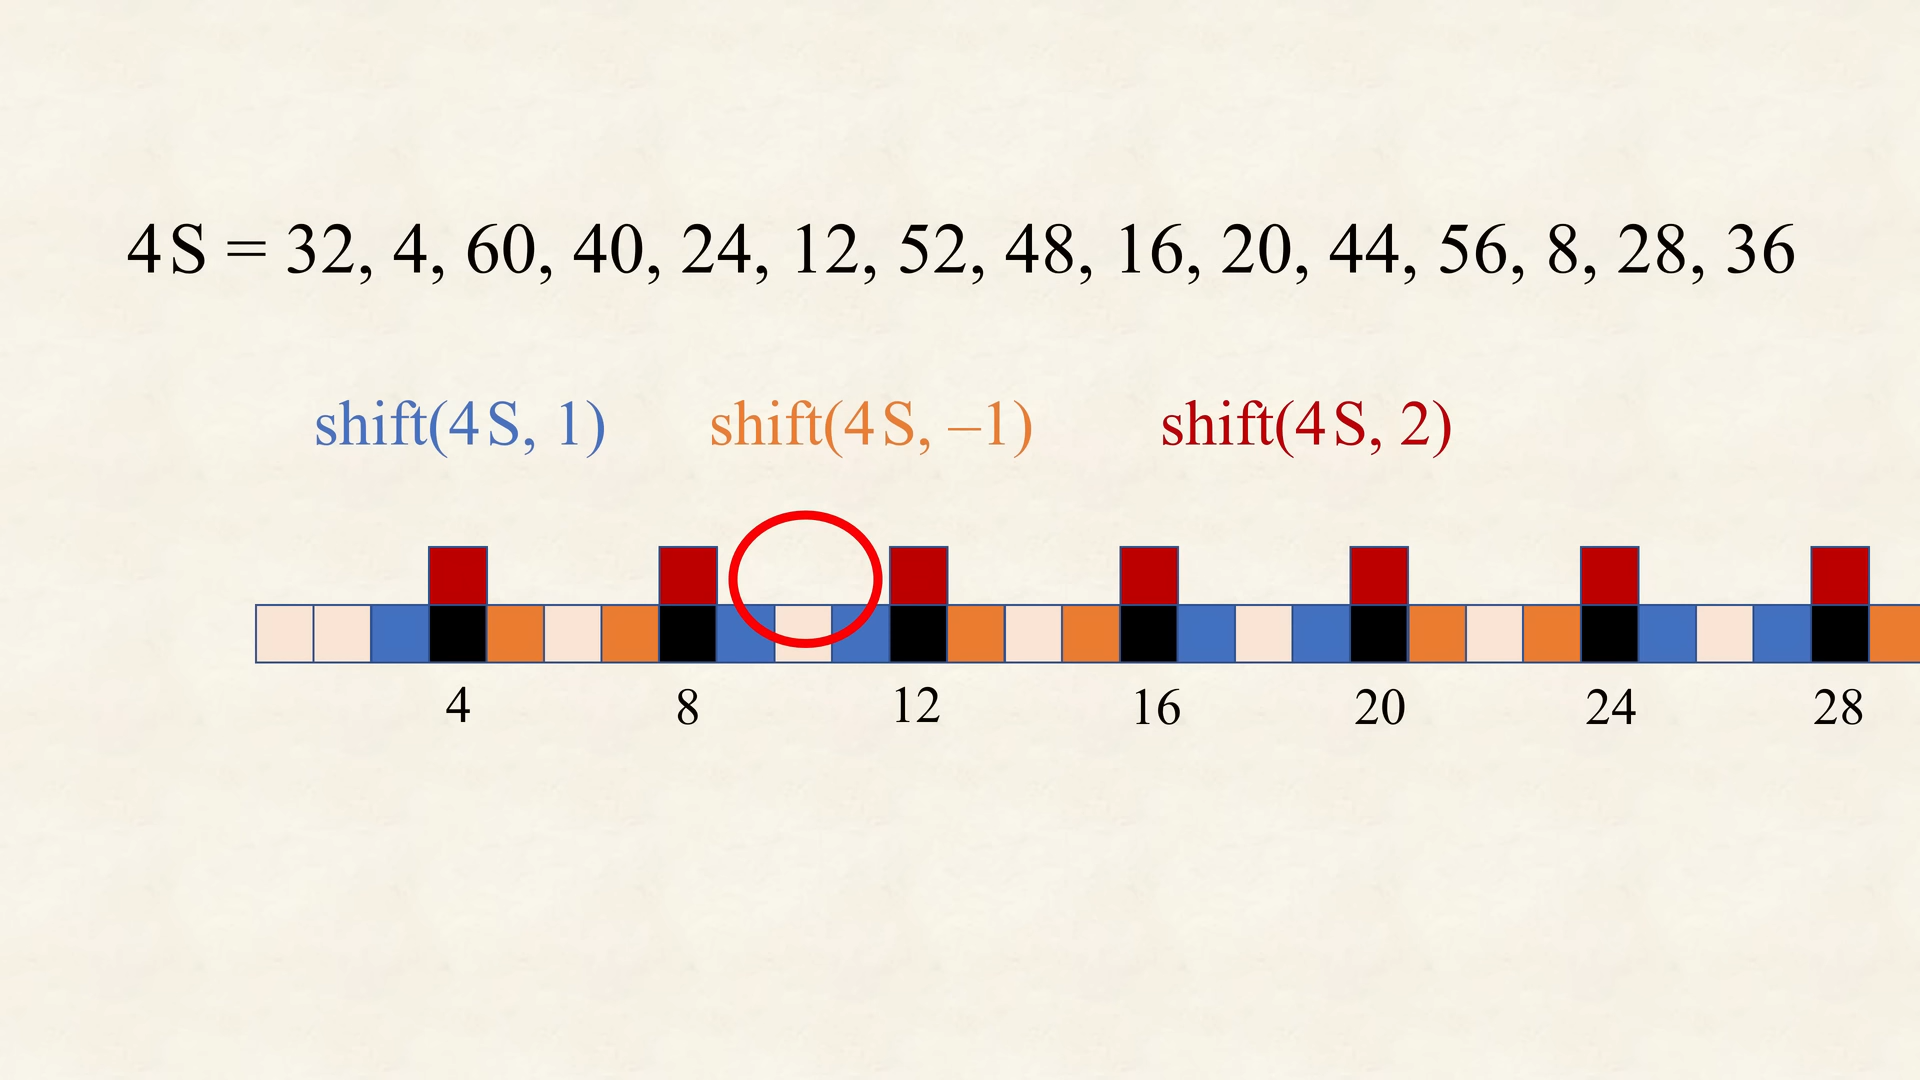 4S = 32, 4, 60, 40, 24, 12, 52, 48, 16, 20, 44, 56, 8, 28, 36
shift(4S, 1) shift(4S, –1) shift(4S, 2)
4 8 12 16 20 24 28